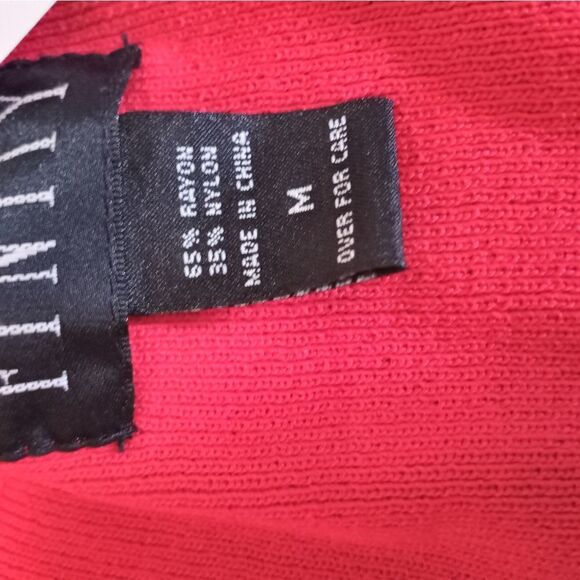 65% RAYON
35% NYLON
MADE IN CHINA
M
OVER FOR CARE